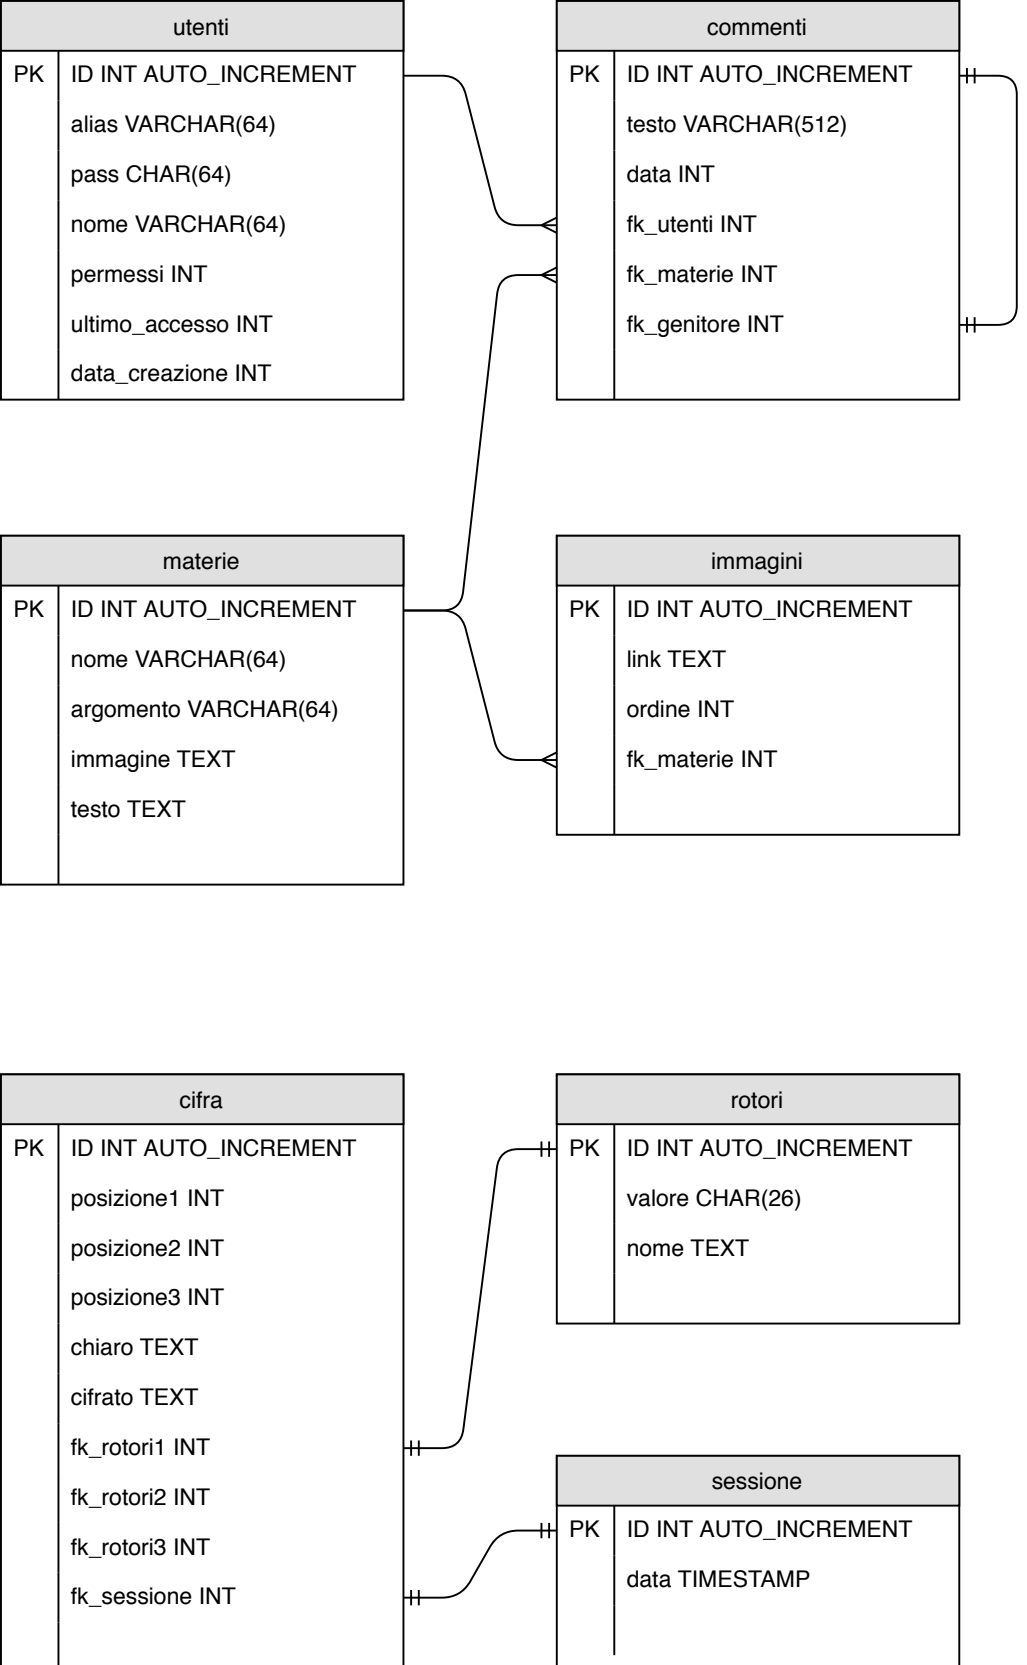 utenti
PK ID INT AUTO_INCREMENT
alias VARCHAR(64)
pass CHAR(64)
nome VARCHAR(64)
permessi INT
ultimo_accesso INT
data_creazione INT
commenti
PK ID INT AUTO_INCREMENT
testo VARCHAR(512)
data INT
fk_utenti INT
fk_materie INT
fk_genitore INT
materie
PK ID INT AUTO_INCREMENT
nome VARCHAR(64)
argomento VARCHAR(64)
immagine TEXT
testo TEXT
immagini
PK ID INT AUTO_INCREMENT
link TEXT
ordine INT
fk_materie INT
cifra
PK ID INT AUTO_INCREMENT
posizione1 INT
posizione2 INT
posizione3 INT
chiaro TEXT
cifrato TEXT
fk_rotori1 INT
fk_rotori2 INT
fk_rotori3 INT
fk_sessione INT
rotori
PK ID INT AUTO_INCREMENT
valore CHAR(26)
nome TEXT
sessione
PK ID INT AUTO_INCREMENT
data TIMESTAMP